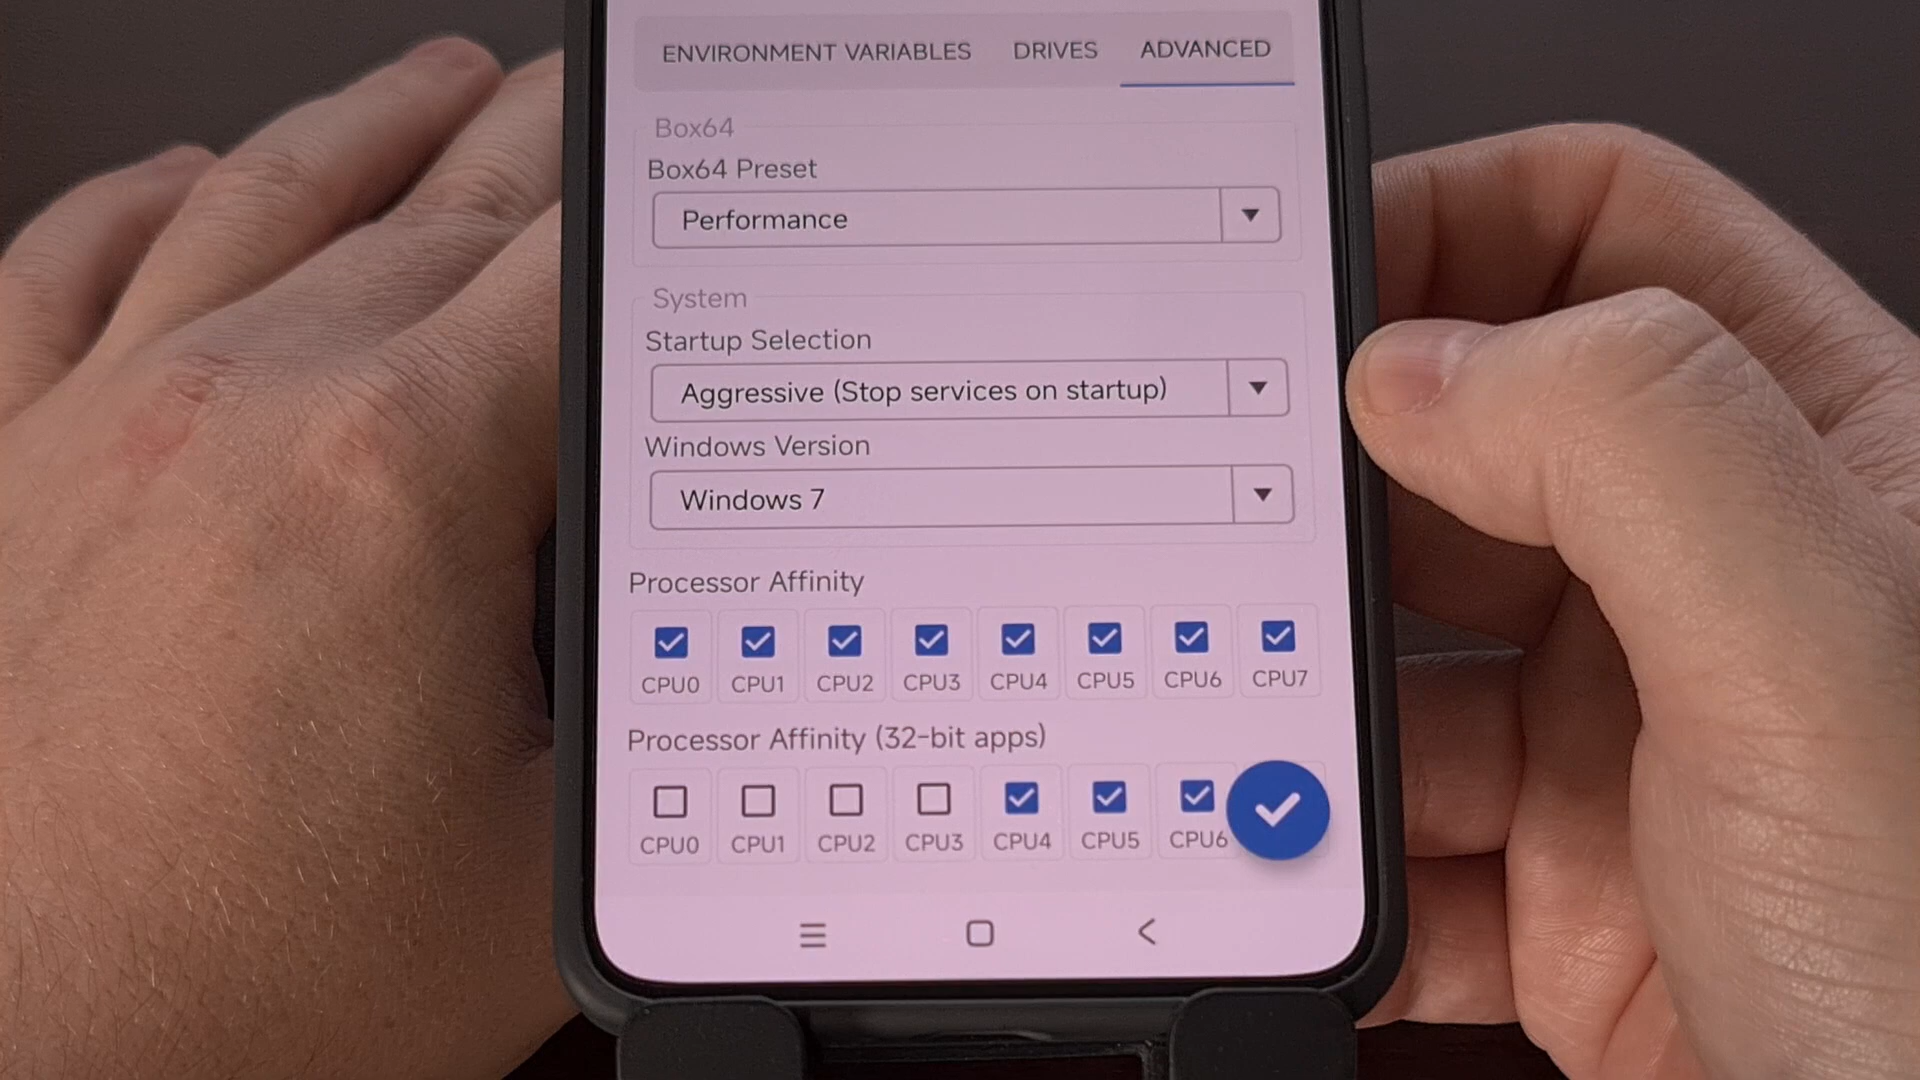 ENVIRONMENT VARIABLES DRIVES ADVANCED
Box64
Box64 Preset
Performance
System
Startup Selection
Aggressive (Stop services on startup)
Windows Version
Windows 7
Processor Affinity
CPU0 CPU1 CPU2 CPU3 CPU4 CPU5 CPU6 CPU7
Processor Affinity (32-bit apps)
CPU0 CPU1 CPU2 CPU3 CPU4 CPU5 CPU6